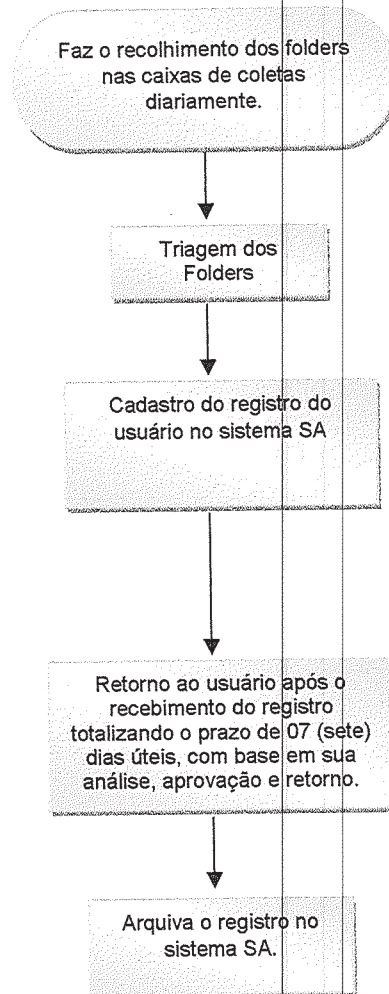 Faz o recolhimento dos folders
nas caixas de coletas
diariamente.
Triagem dos
Folders
Cadastro do registro do
usuário no sistema SA
Retorno ao usuário após o
recebimento do registro
totalizando o prazo de 07 (sete)
dias úteis, com base em sua
análise, aprovação e retorno.
Arquiva o registro no
sistema SA.